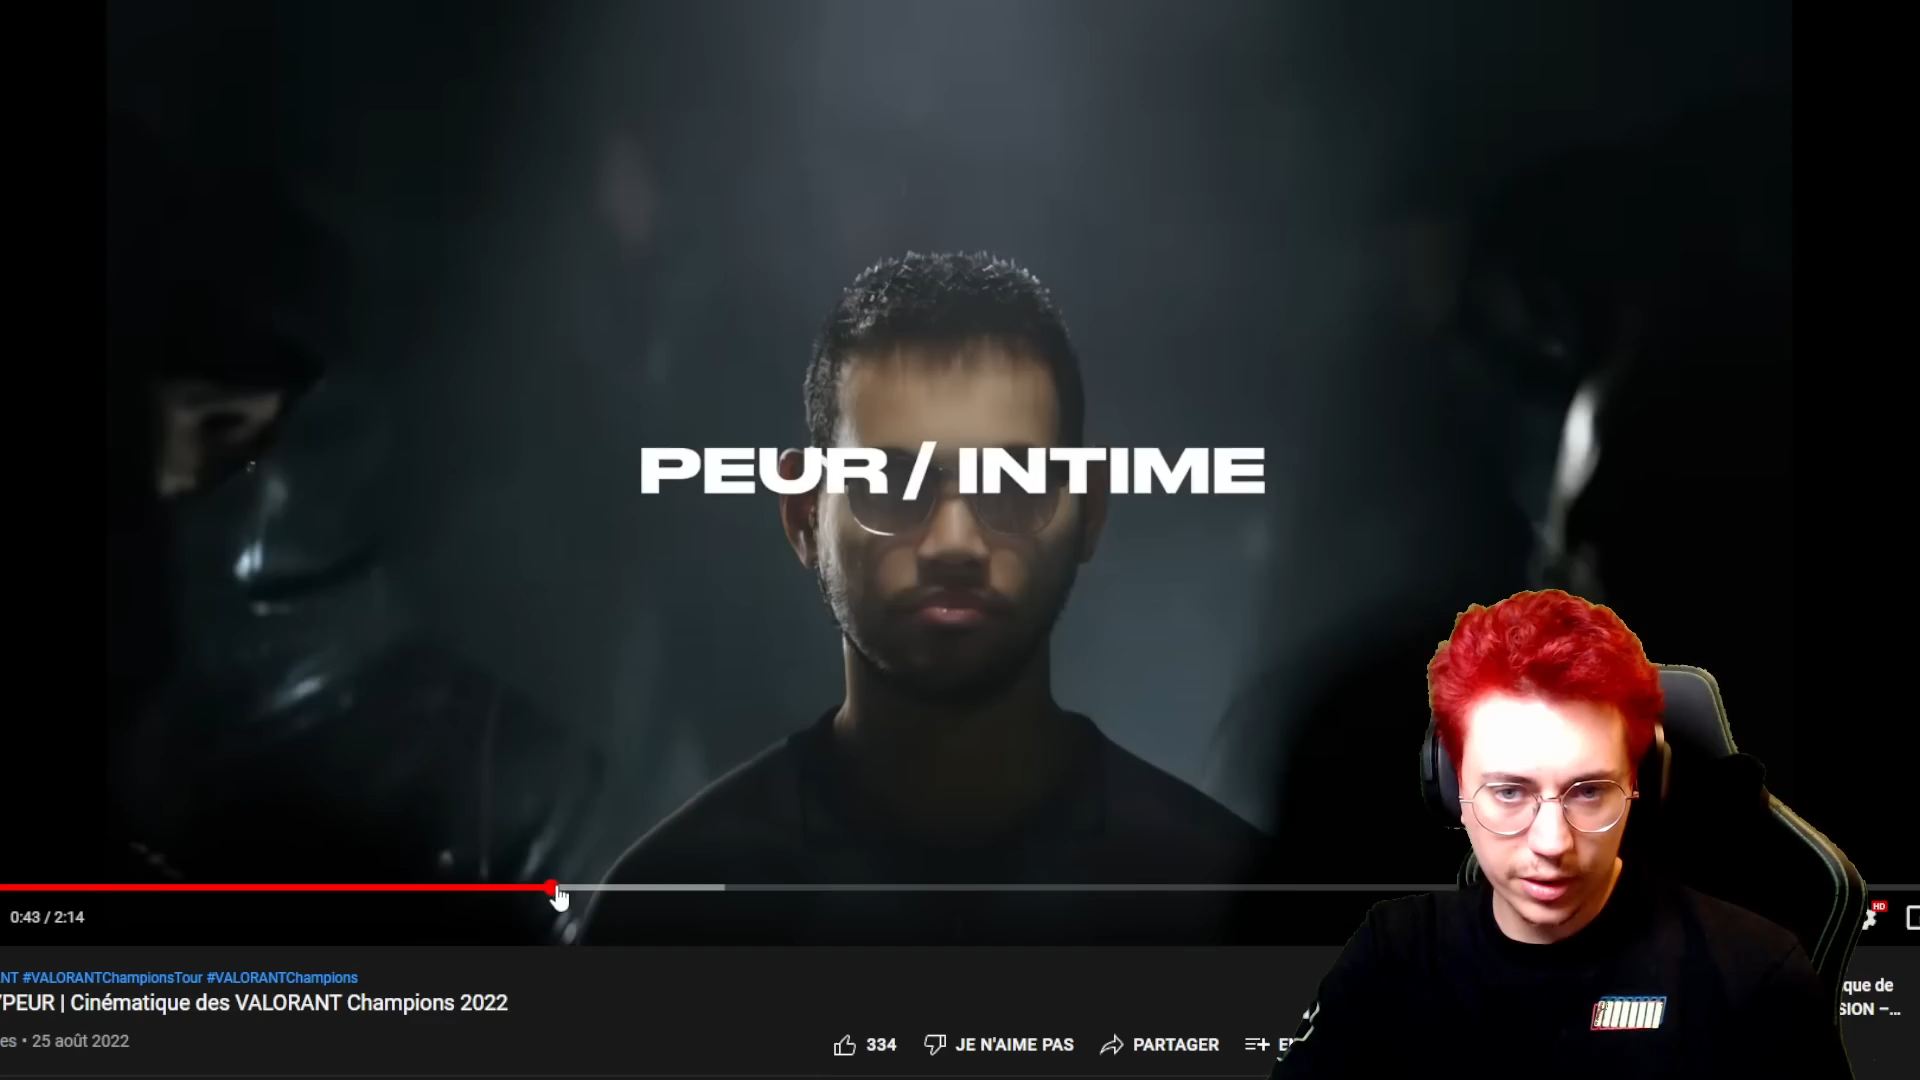 PEUR / INTIME
0:43 / 2:14
HD
NT #VALORANTChampionsTour #VALORANTChampions
PEUR | Cinématique des VALORANT Champions 2022
es • 25 août 2022
334
JE N'AIME PAS
PARTAGER
que de
SION –...